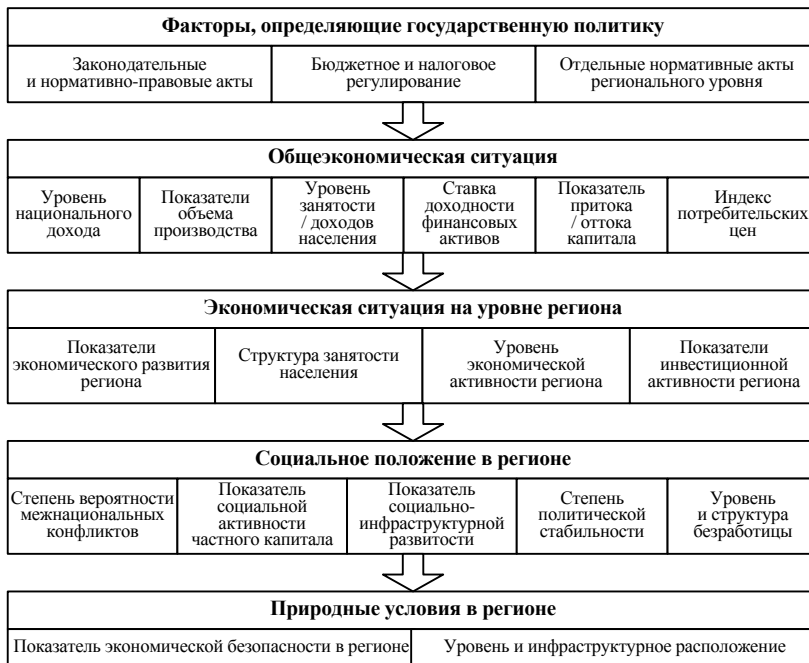 Факторы, определяющие государственную политику
Законодательные
и нормативно-правовые акты
Бюджетное и налоговое
регулирование
Отдельные нормативные акты
регионального уровня
Общеэкономическая ситуация
Уровень
национального
дохода
Показатели
объема
производства
Уровень
занятости
/ доходов
населения
Ставка
доходности
финансовых
активов
Показатель
притока
/ оттока
капитала
Индекс
потребительских
цен
Экономическая ситуация на уровне региона
Показатели
экономического развития
региона
Структура занятости
населения
Уровень
экономической
активности региона
Показатели
инвестиционной
активности региона
Социальное положение в регионе
Степень вероятности
межнациональных
конфликтов
Показатель
социальной
активности
частного капитала
Показатель
социально-
инфраструктурной
развитости
Степень
политической
стабильности
Уровень
и структура
безработицы
Природные условия в регионе
Показатель экономической безопасности в регионе
Уровень и инфраструктурное расположение